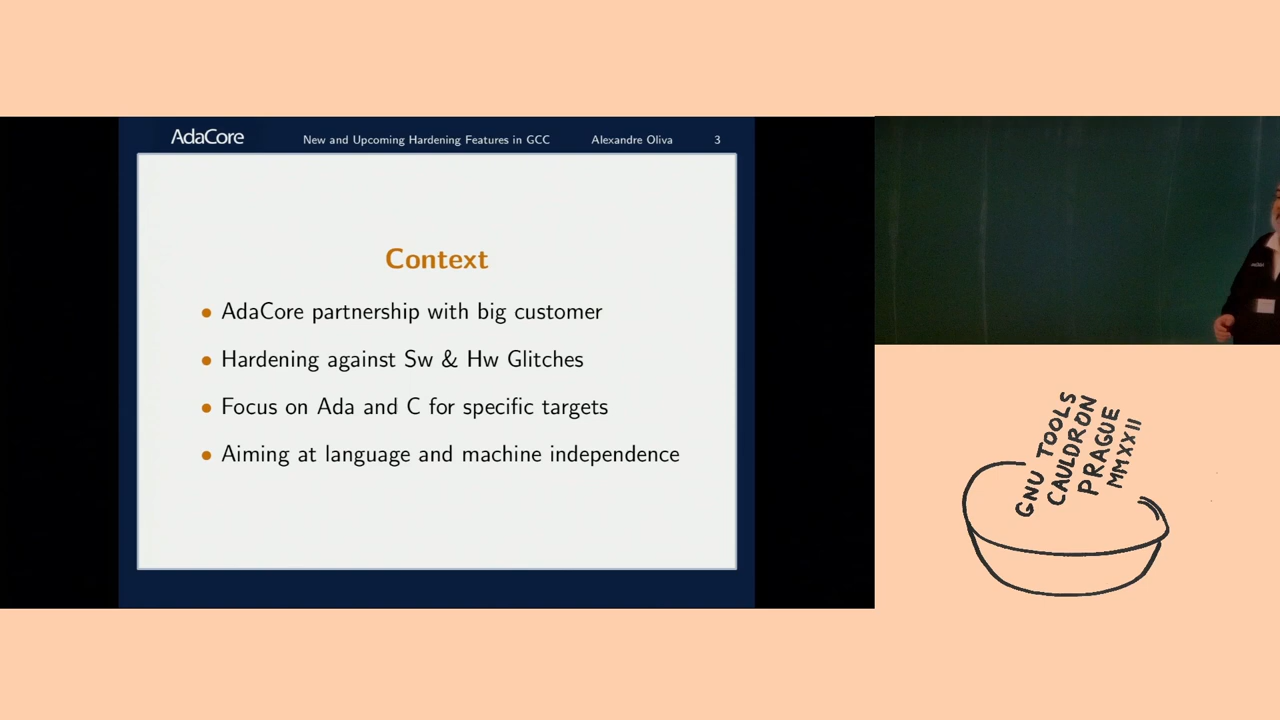 AdaCore New and Upcoming Hardening Features in GCC Alexandre Oliva 3
Context
• AdaCore partnership with big customer
• Hardening against Sw & Hw Glitches
• Focus on Ada and C for specific targets
• Aiming at language and machine independence
GNU TOOLS
CAULDRON
PRAGUE
MMXXII